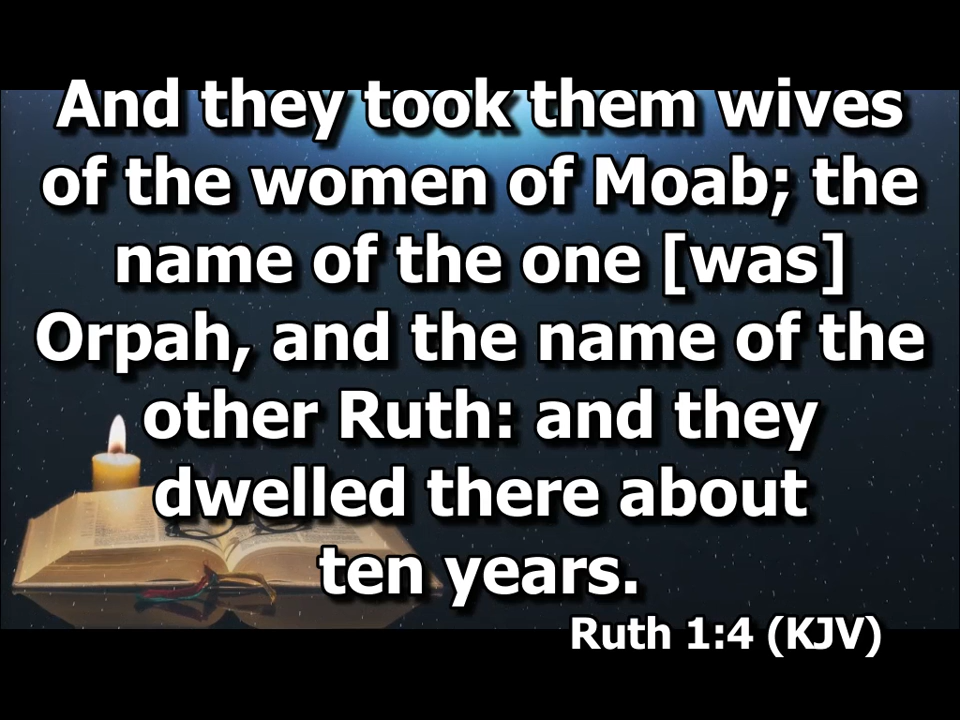 And they took them wives
of the women of Moab; the
name of the one [was]
Orpah, and the name of the
other Ruth: and they
dwelled there about
ten years.
Ruth 1:4 (KJV)